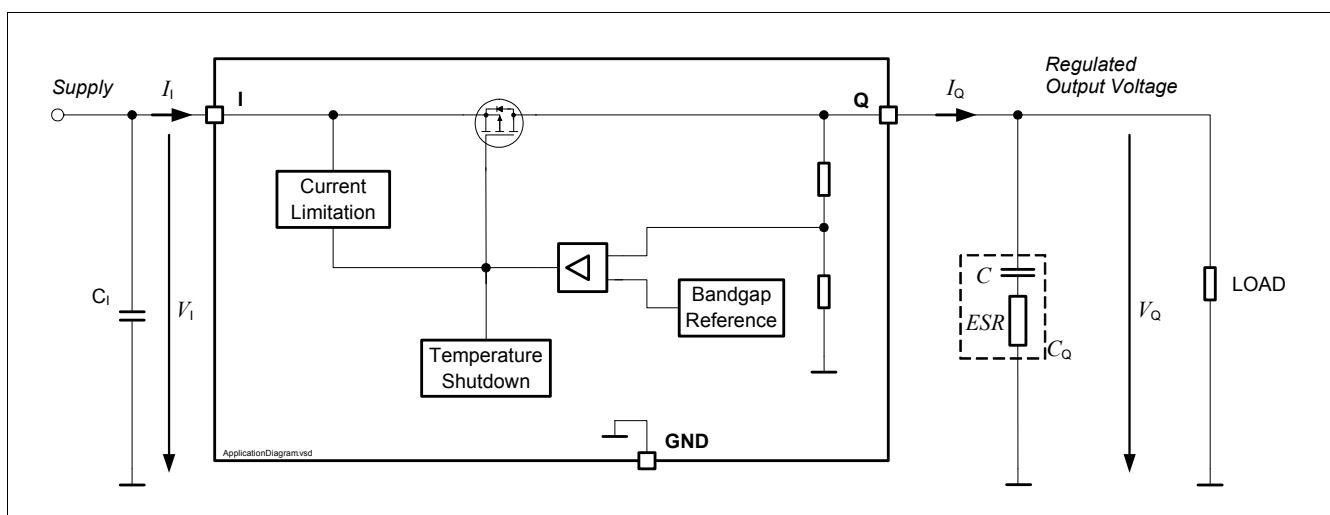 Supply
I_I
I
Q
I_Q
Regulated
Output Voltage
Current
Limitation
C_I
V_I
Bandgap
Reference
Temperature
Shutdown
C
ESR
C_Q
V_Q
LOAD
GND
ApplicationDiagram.vsd